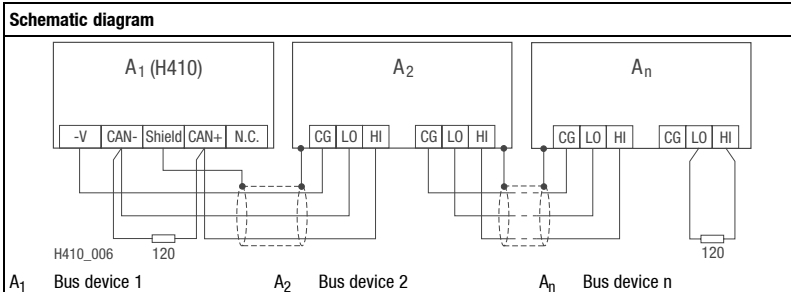 Schematic diagram
A1 (H410) A2 An
-V CAN- Shield CAN+ N.C. CG LO HI CG LO HI CG LO HI CG LO HI
H410_006 120 120
A1 Bus device 1 A2 Bus device 2 An Bus device n